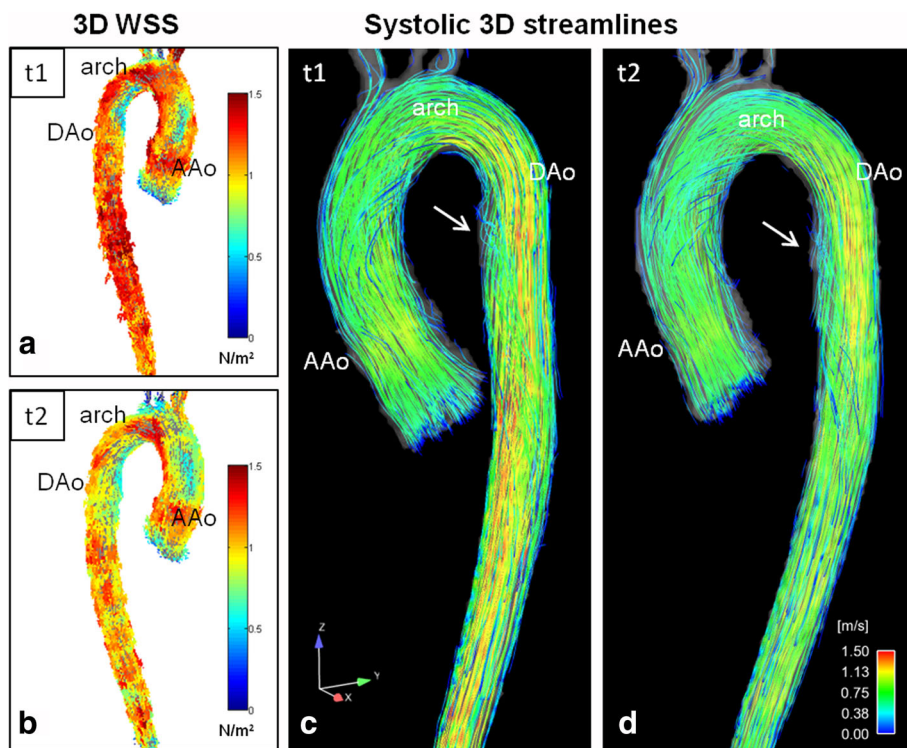 3D WSS
Systolic 3D streamlines
t1
arch
DAo
AAo
1.5
1
0.5
0
N/m²
a
t2
arch
DAo
AAo
1.5
1
0.5
0
N/m²
b
t1
arch
DAo
AAo
Z
Y
X
c
t2
arch
DAo
AAo
[m/s]
1.50
1.13
0.75
0.38
0.00
d